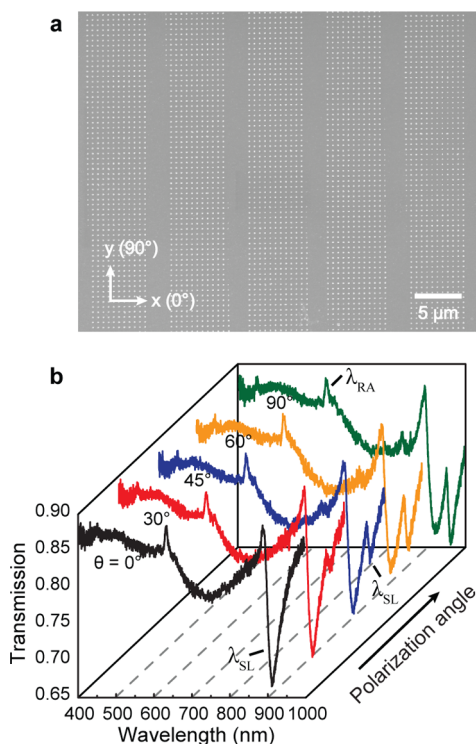 a
y (90°)
x (0°)
5 μm
b
Transmission
0.90
0.85
0.80
0.75
0.70
0.65
400 500 600 700 800 900 1000
Wavelength (nm)
θ = 0°
30°
45°
60°
90°
λRA
λSL
λSL
Polarization angle